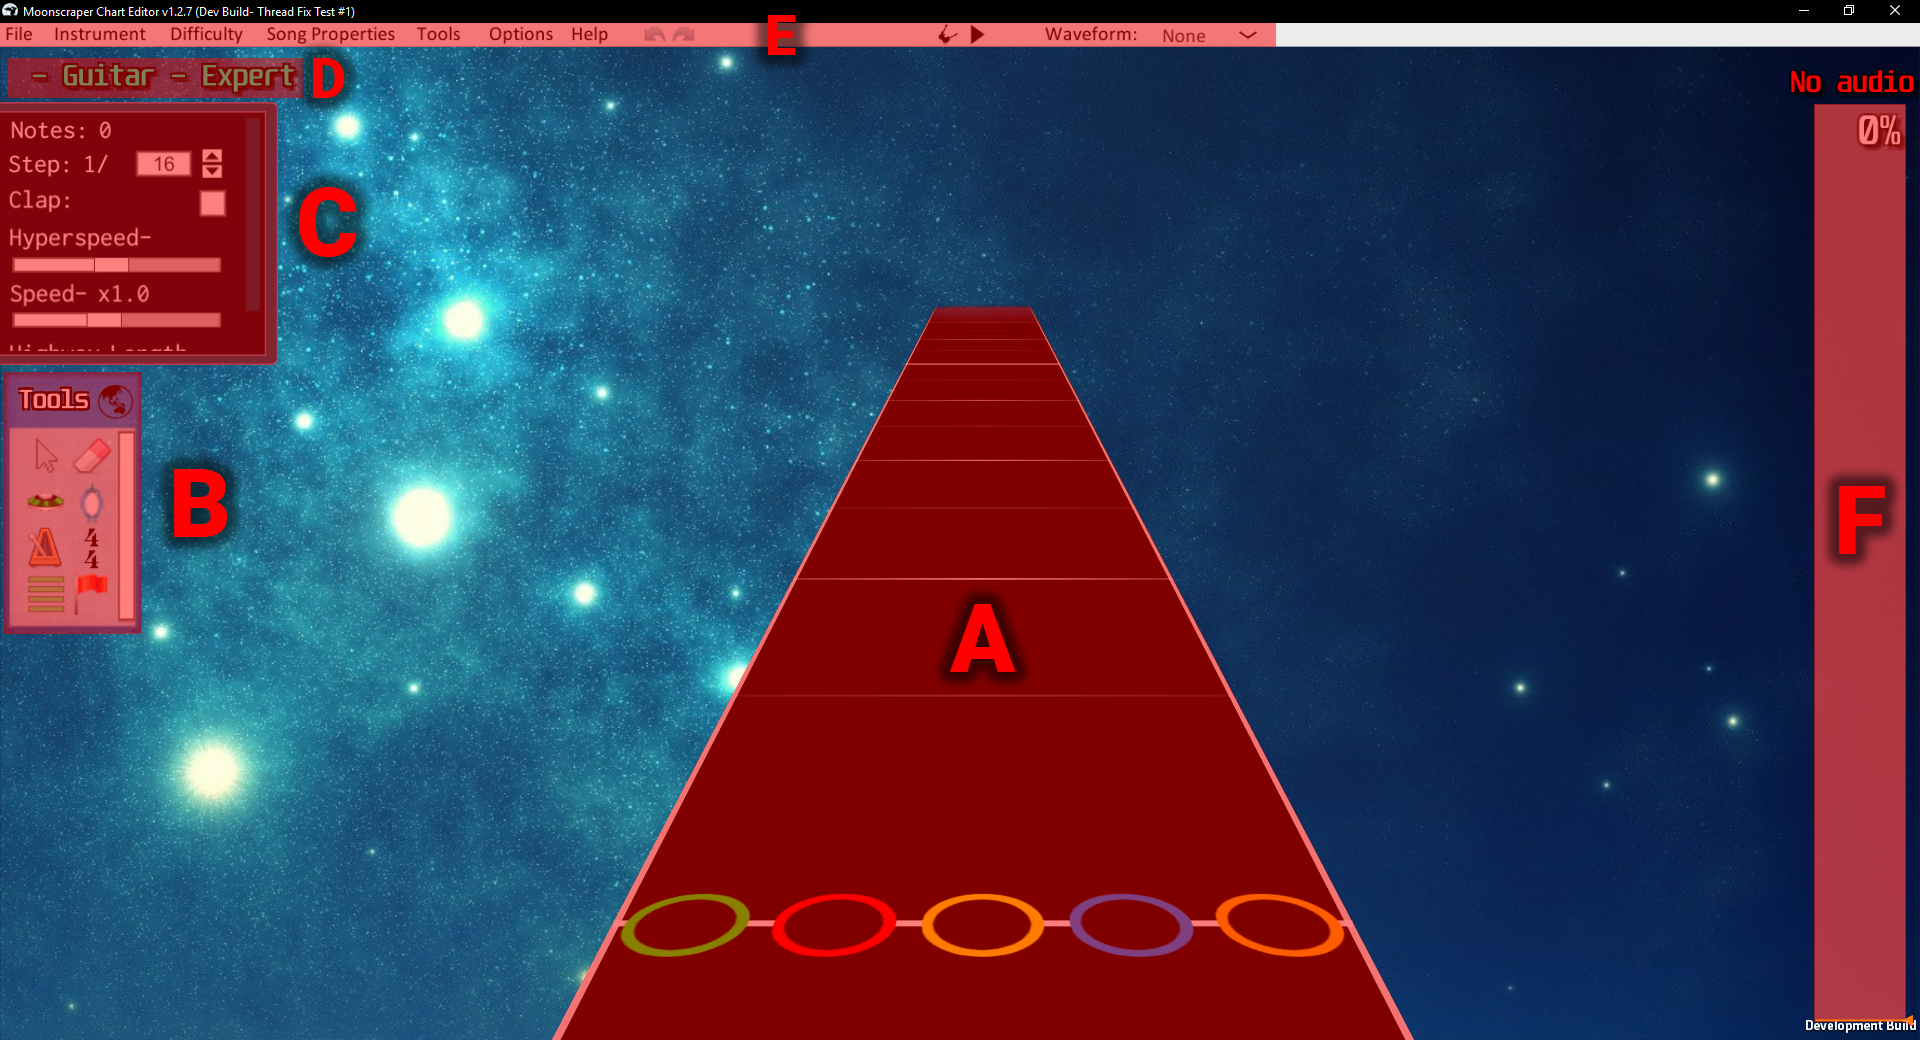 Moonscraper Chart Editor v1.2.7 (Dev Build- Thread Fix Test #1)
File Instrument Difficulty Song Properties Tools Options Help E Waveform: None
- Guitar - Expert D
No audio
Notes: 0
0%
Step: 1/ 16
Clap:
C
Hyperspeed-
Speed- x1.0
Highway Length
Tools
B
4
4
F
A
Development Build